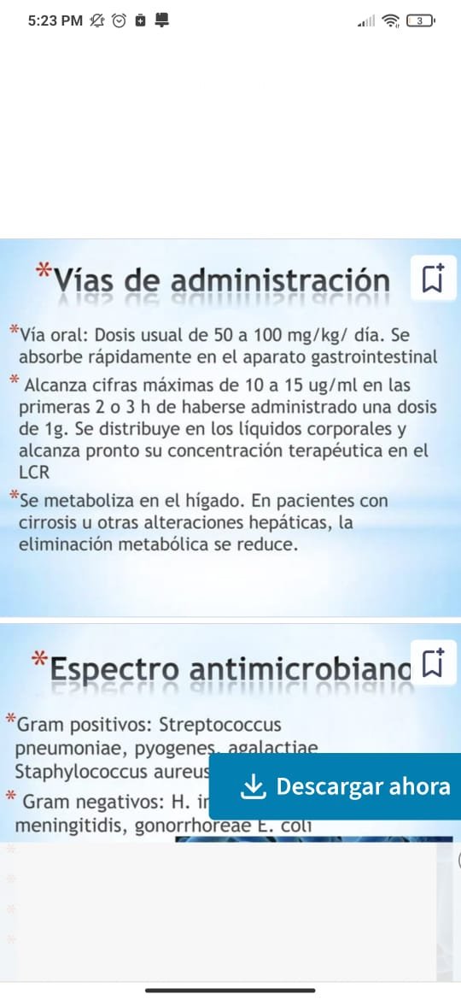 5:23 PM
3
*Vías de administración
*Vía oral: Dosis usual de 50 a 100 mg/kg/ día. Se
absorbe rápidamente en el aparato gastrointestinal
* Alcanza cifras máximas de 10 a 15 ug/ml en las
primeras 2 o 3 h de haberse administrado una dosis
de 1g. Se distribuye en los líquidos corporales y
alcanza pronto su concentración terapéutica en el
LCR
*Se metaboliza en el hígado. En pacientes con
cirrosis u otras alteraciones hepáticas, la
eliminación metabólica se reduce.
*Espectro antimicrobiano
*Gram positivos: Streptococcus
pneumoniae, pyogenes, agalactiae
Staphylococcus aureus
* Gram negativos: H.
meningitidis, gonorrhoreae E. coli
Descargar ahora